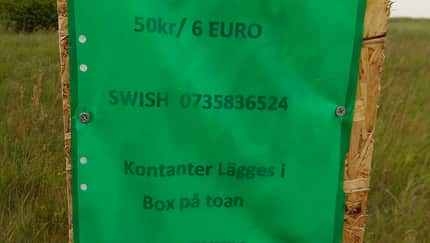 50kr/ 6 EURO
SWISH 0735836524
Kontanter Lägges i
Box på toan